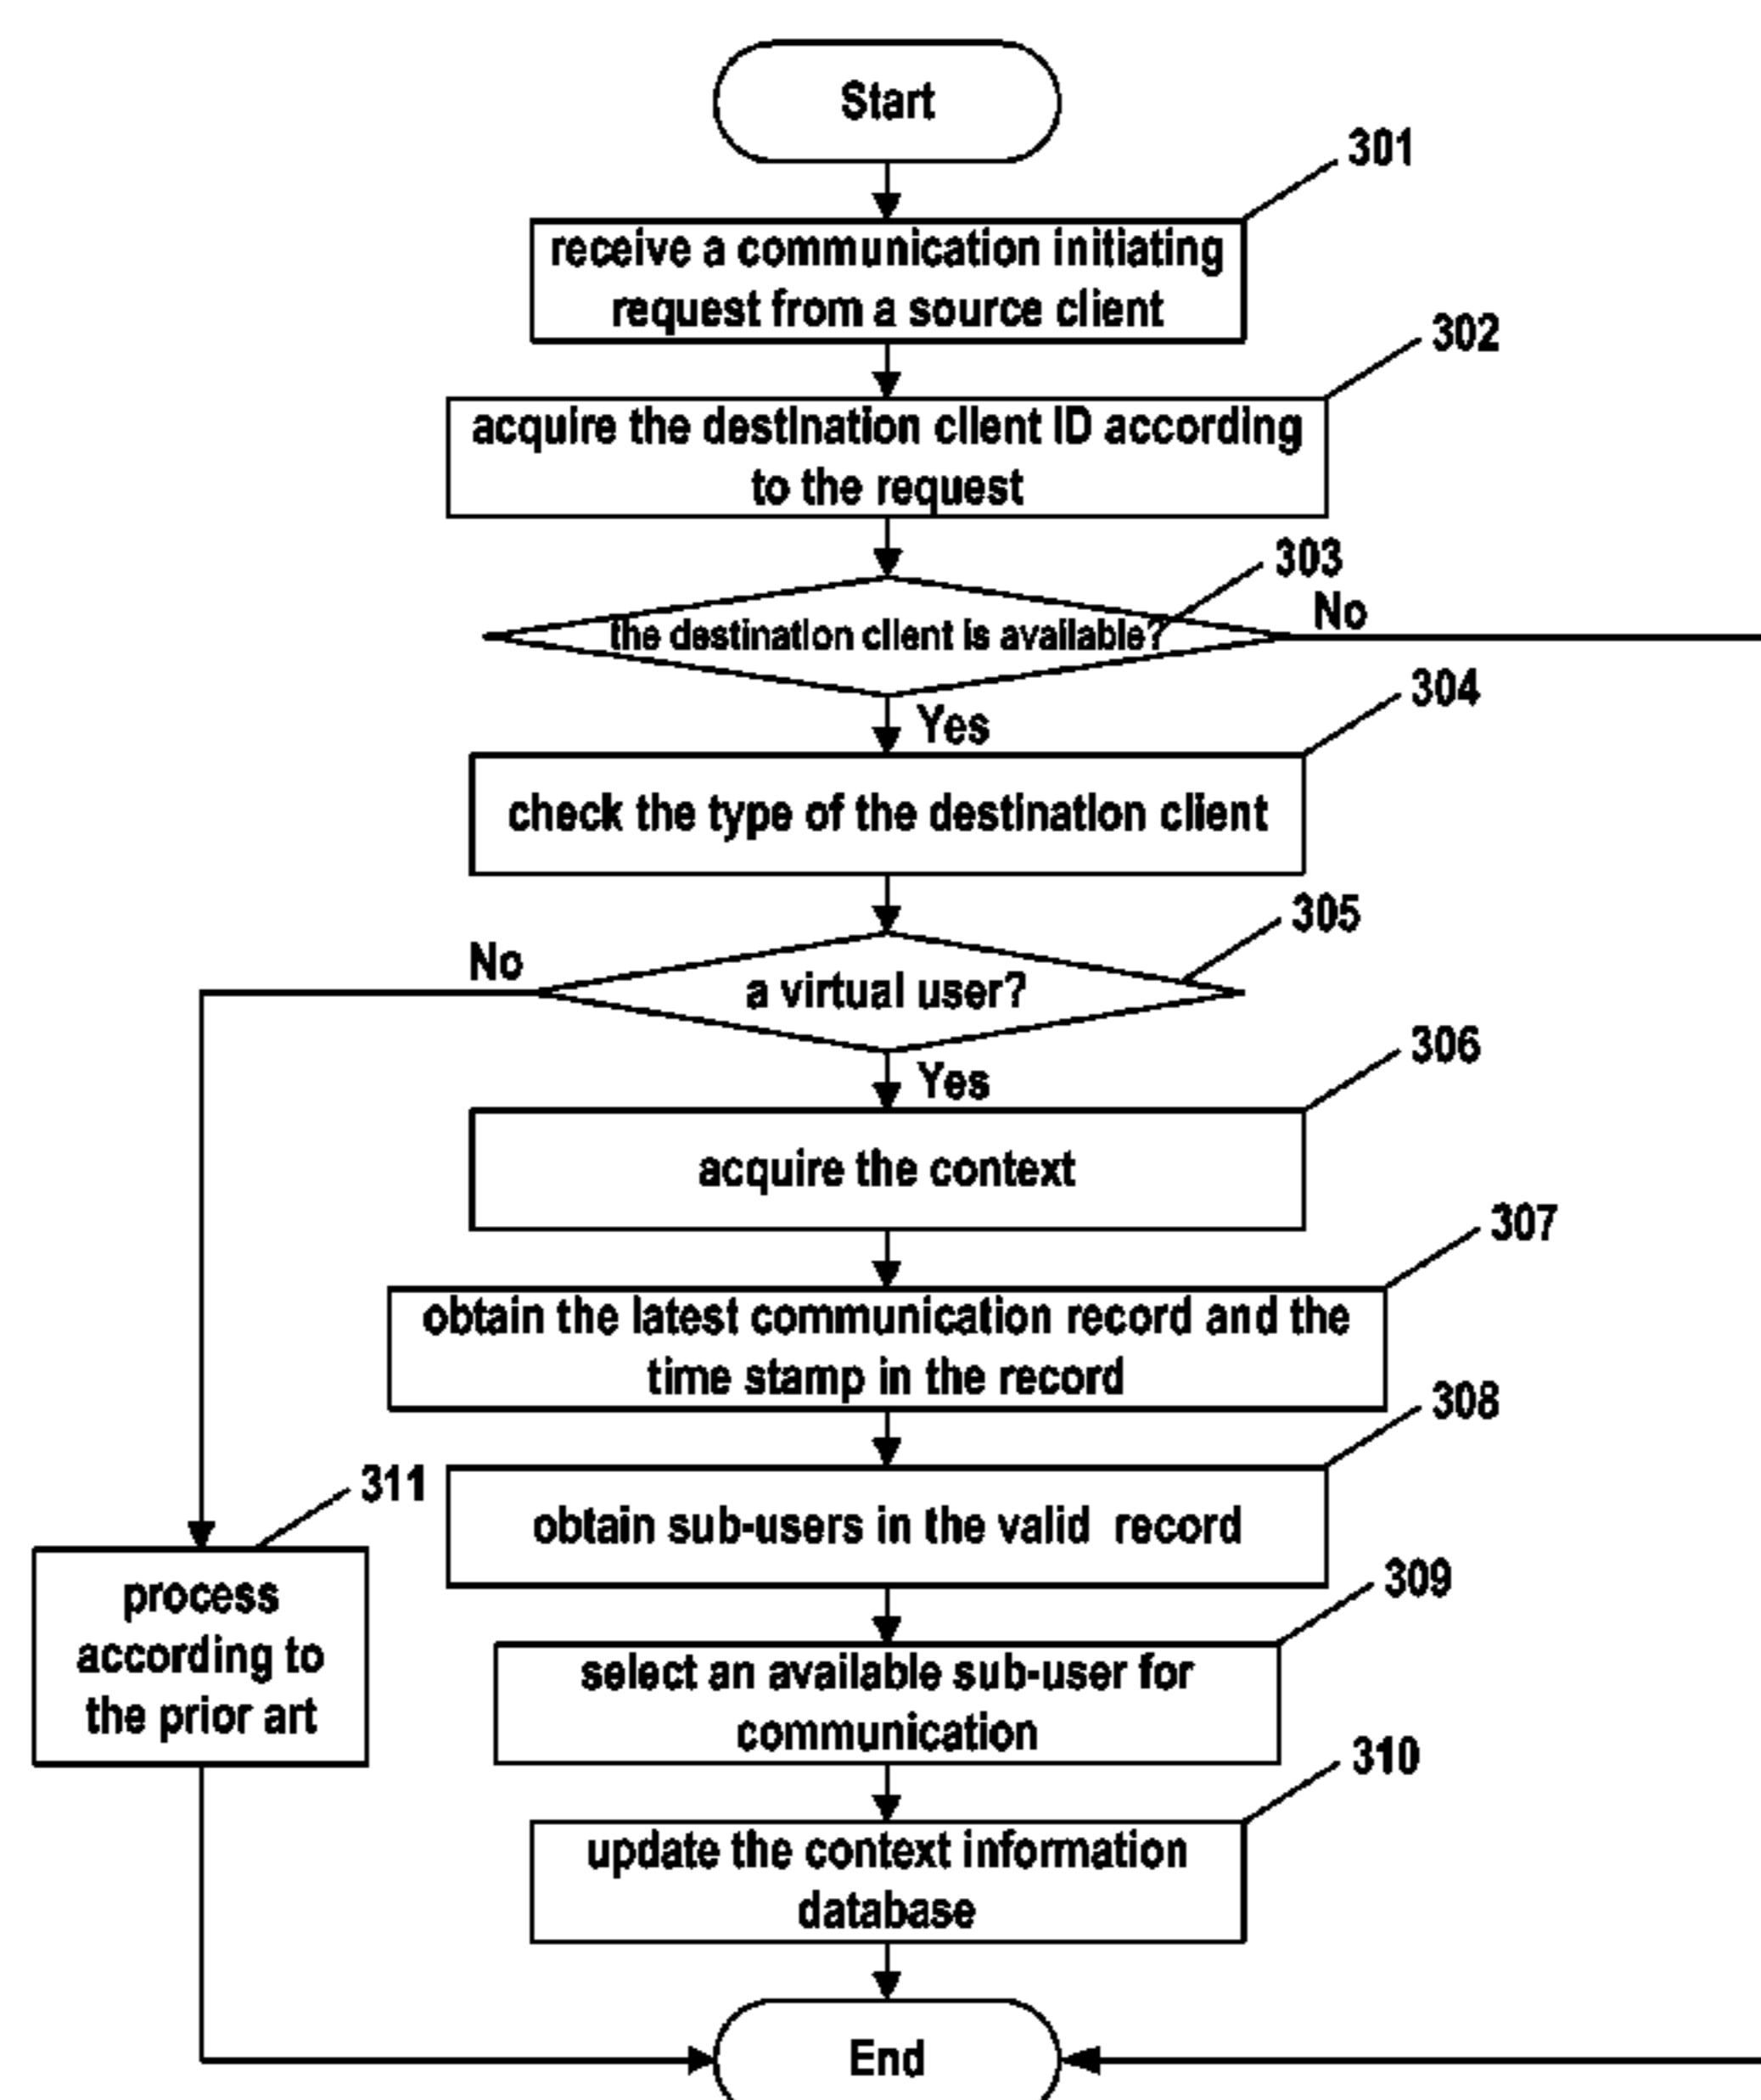 Start
301
receive a communication initiating
request from a source client
302
acquire the destination client ID according
to the request
303
the destination client is available?
No
Yes
304
check the type of the destination client
305
No
a virtual user?
Yes
306
acquire the context
307
obtain the latest communication record and the
time stamp in the record
308
obtain sub-users in the valid record
311
process
according to
the prior art
309
select an available sub-user for
communication
310
update the context information
database
End